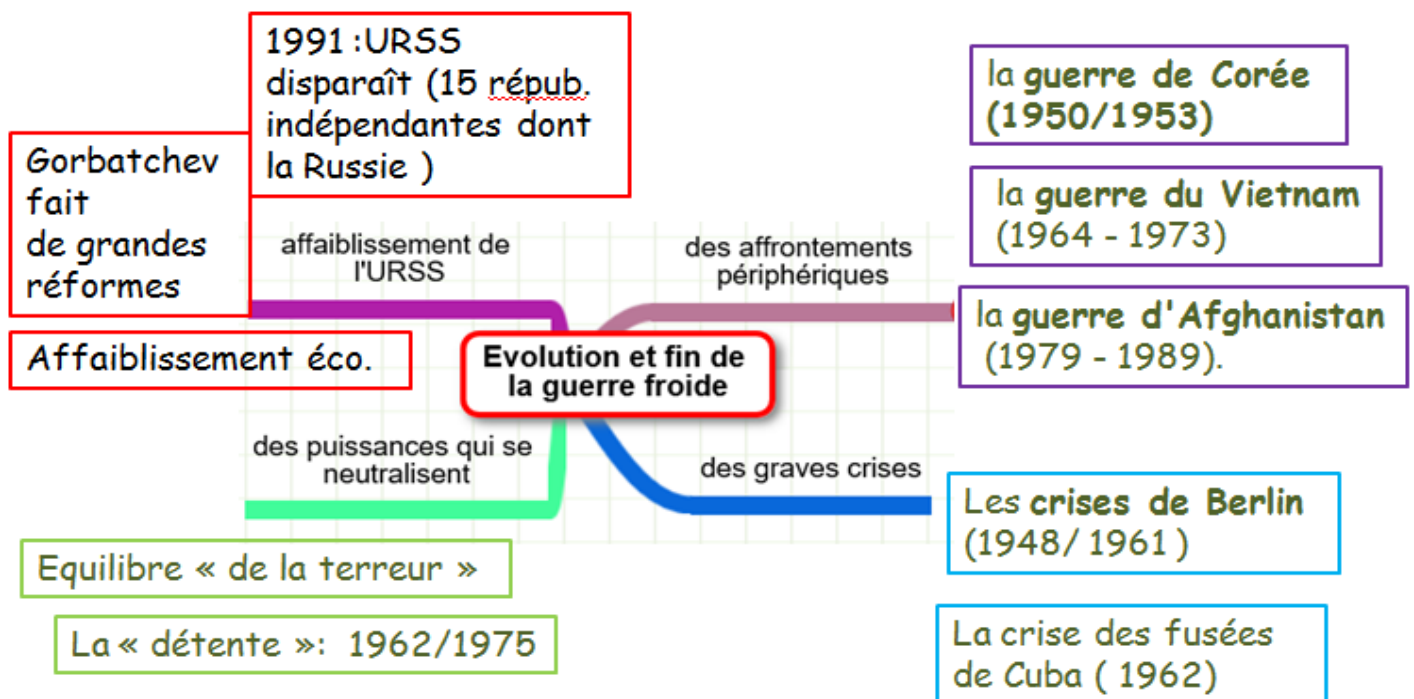 1991 :URSS
disparaît (15 répub.
indépendantes dont
la Russie )
Gorbatchev
fait
de grandes
réformes
Affaiblissement éco.
affaiblissement de
l'URSS
des affrontements
périphériques
la guerre de Corée
(1950/1953)
la guerre du Vietnam
(1964 - 1973)
la guerre d'Afghanistan
(1979 - 1989).
Evolution et fin de
la guerre froide
des puissances qui se
neutralisent
Equilibre « de la terreur »
La « détente »: 1962/1975
des graves crises
Les crises de Berlin
(1948/ 1961 )
La crise des fusées
de Cuba ( 1962)